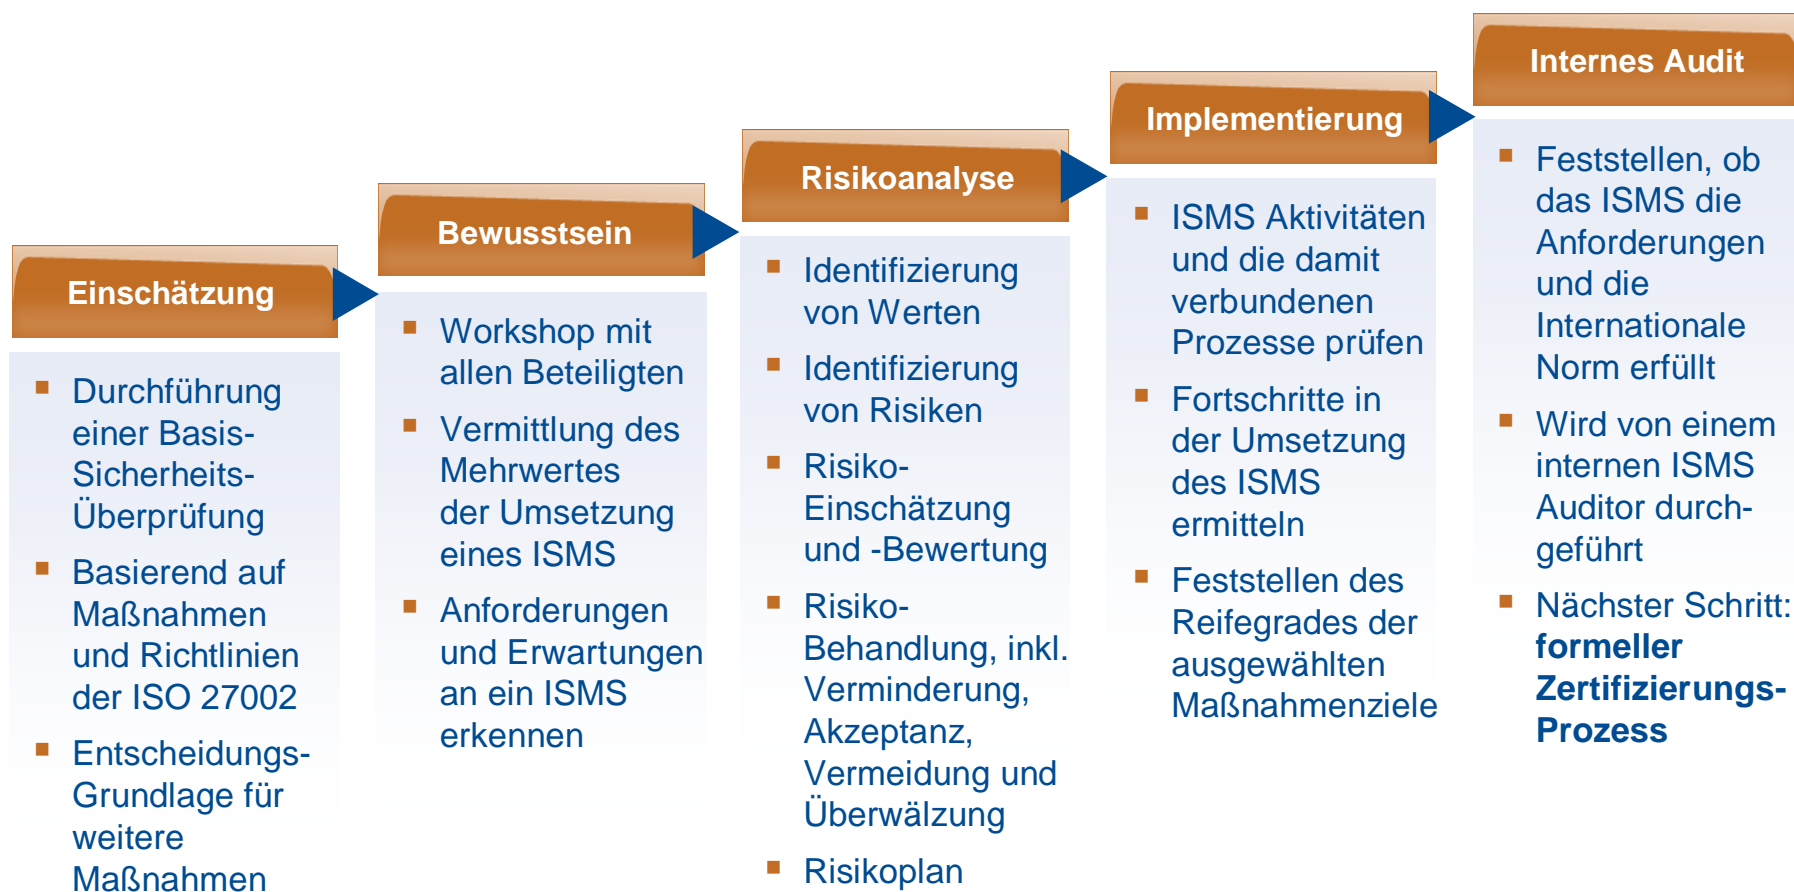 Einschätzung
Durchführung
einer Basis-
Sicherheits-
Überprüfung
Basierend auf
Maßnahmen
und Richtlinien
der ISO 27002
Entscheidungs-
Grundlage für
weitere
Maßnahmen
Bewusstsein
Workshop mit
allen Beteiligten
Vermittlung des
Mehrwertes
der Umsetzung
eines ISMS
Anforderungen
und Erwartungen
an ein ISMS
erkennen
Risikoanalyse
Identifizierung
von Werten
Identifizierung
von Risiken
Risiko-
Einschätzung
und -Bewertung
Risiko-
Behandlung, inkl.
Verminderung,
Akzeptanz,
Vermeidung und
Überwälzung
Risikoplan
Implementierung
ISMS Aktivitäten
und die damit
verbundenen
Prozesse prüfen
Fortschritte in
der Umsetzung
des ISMS
ermitteln
Feststellen des
Reifegrades der
ausgewählten
Maßnahmenziele
Internes Audit
Feststellen, ob
das ISMS die
Anforderungen
und die
Internationale
Norm erfüllt
Wird von einem
internen ISMS
Auditor durch-
geführt
Nächster Schritt:
formeller
Zertifizierungs-
Prozess